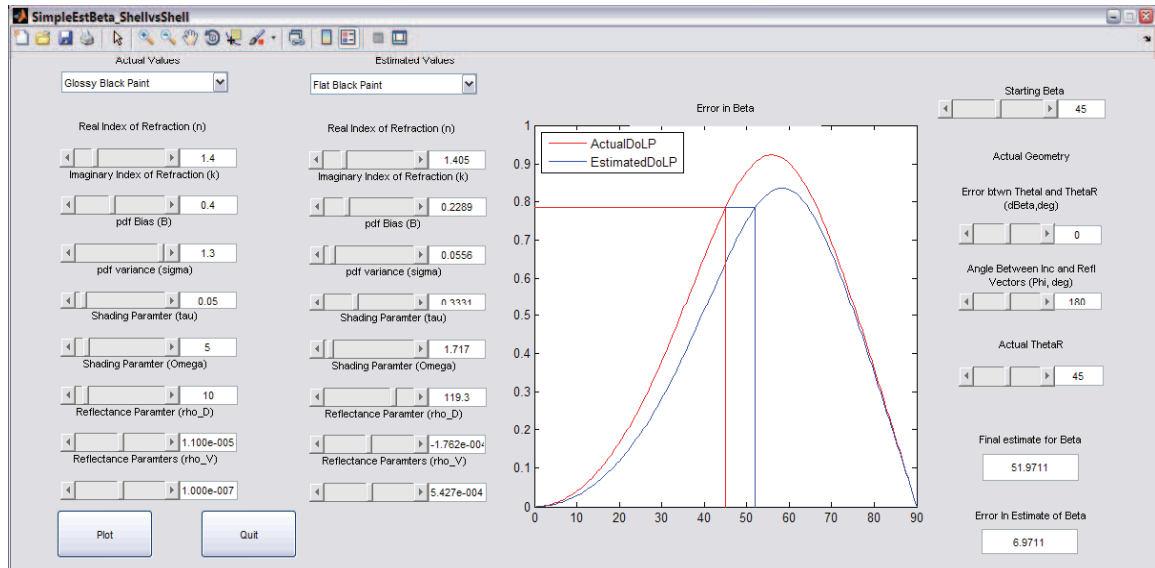 SimpleEstBeta_ShellvsShell
Actual Values
Glossy Black Paint
Real Index of Refraction (n)
1.4
Imaginary Index of Refraction (k)
0.4
pdf Bias (B)
1.3
pdf variance (sigma)
0.05
Shading Paramter (tau)
5
Shading Paramter (Omega)
10
Reflectance Paramter (rho_D)
1.100e-005
Reflectance Paramters (rho_V)
1.000e-007
Plot
Quit
Estimated Values
Flat Black Paint
Real Index of Refraction (n)
1.405
Imaginary Index of Refraction (k)
0.2289
pdf Bias (B)
0.0556
pdf variance (sigma)
0.3331
Shading Paramter (tau)
1.717
Shading Paramter (Omega)
119.3
Reflectance Paramter (rho_D)
-1.762e-004
Reflectance Paramters (rho_V)
5.427e-004
Error in Beta
ActualDoLP
EstimatedDoLP
1
0.9
0.8
0.7
0.6
0.5
0.4
0.3
0.2
0.1
0
0 10 20 30 40 50 60 70 80 90
Starting Beta
45
Actual Geometry
Error btwn ThetaI and ThetaR
(dBeta,deg)
0
Angle Between Inc and Refl
Vectors (Phi, deg)
180
Actual ThetaR
45
Final estimate for Beta
51.9711
Error In Estimate of Beta
6.9711